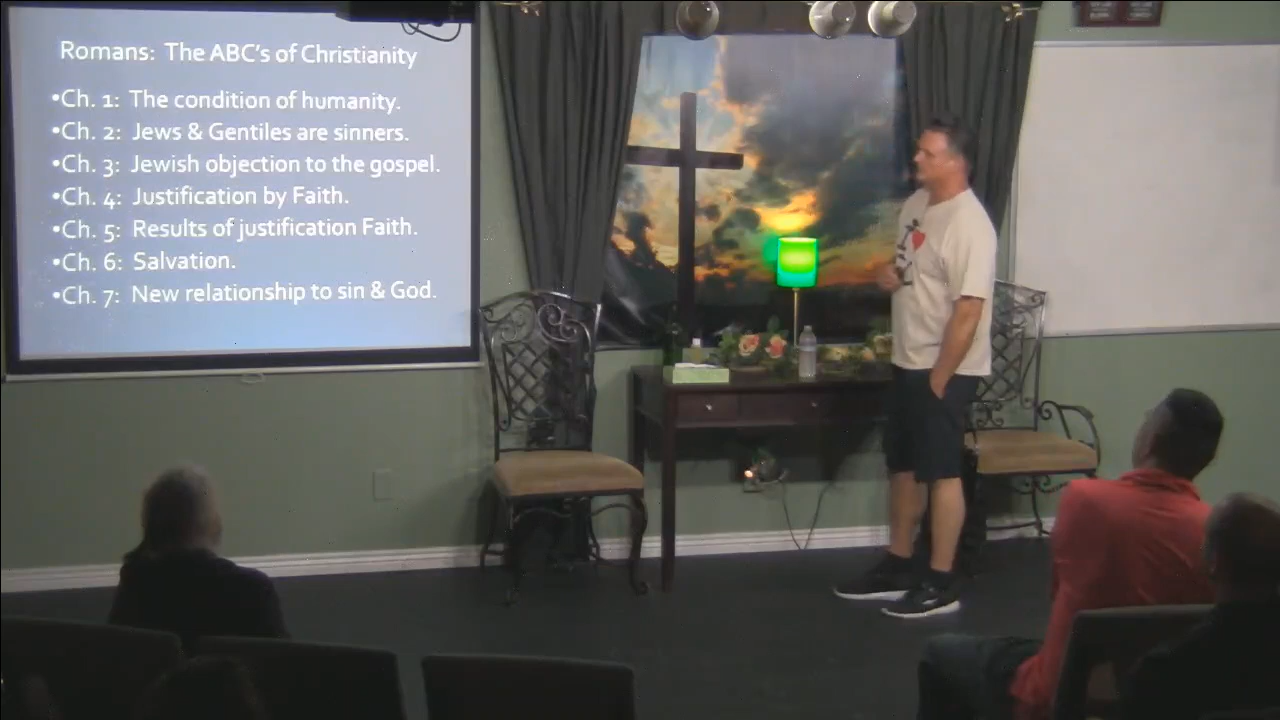 Romans: The ABC's of Christianity
•Ch. 1: The condition of humanity.
•Ch. 2: Jews & Gentiles are sinners.
•Ch. 3: Jewish objection to the gospel.
•Ch. 4: Justification by Faith.
•Ch. 5: Results of justification Faith.
•Ch. 6: Salvation.
•Ch. 7: New relationship to sin & God.